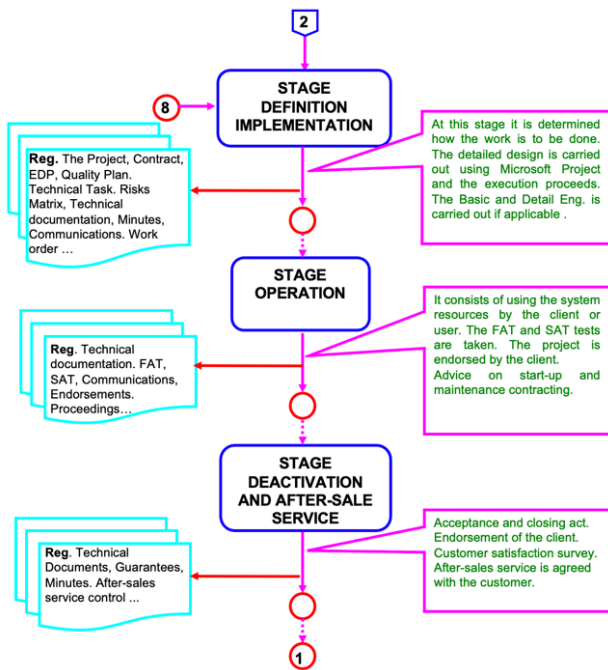 2
STAGE
DEFINITION
IMPLEMENTATION
8
At this stage it is determined
how the work is to be done.
The detailed design is carried
out using Microsoft Project
and the execution proceeds.
The Basic and Detail Eng. is
carried out if applicable .
Reg. The Project, Contract,
EDP, Quality Plan.
Technical Task. Risks
Matrix, Technical
documentation, Minutes,
Communications. Work
order …
STAGE
OPERATION
It consists of using the system
resources by the client or
user. The FAT and SAT tests
are taken. The project is
endorsed by the client.
Advice on start-up and
maintenance contracting.
Reg. Technical
documentation. FAT,
SAT, Communications,
Endorsements.
Proceedings…
STAGE
DEACTIVATION
AND AFTER-SALE
SERVICE
Acceptance and closing act.
Endorsement of the client.
Customer satisfaction survey.
After-sales service is agreed
with the customer.
Reg. Technical
Documents, Guarantees,
Minutes. After-sales
service control ...
1